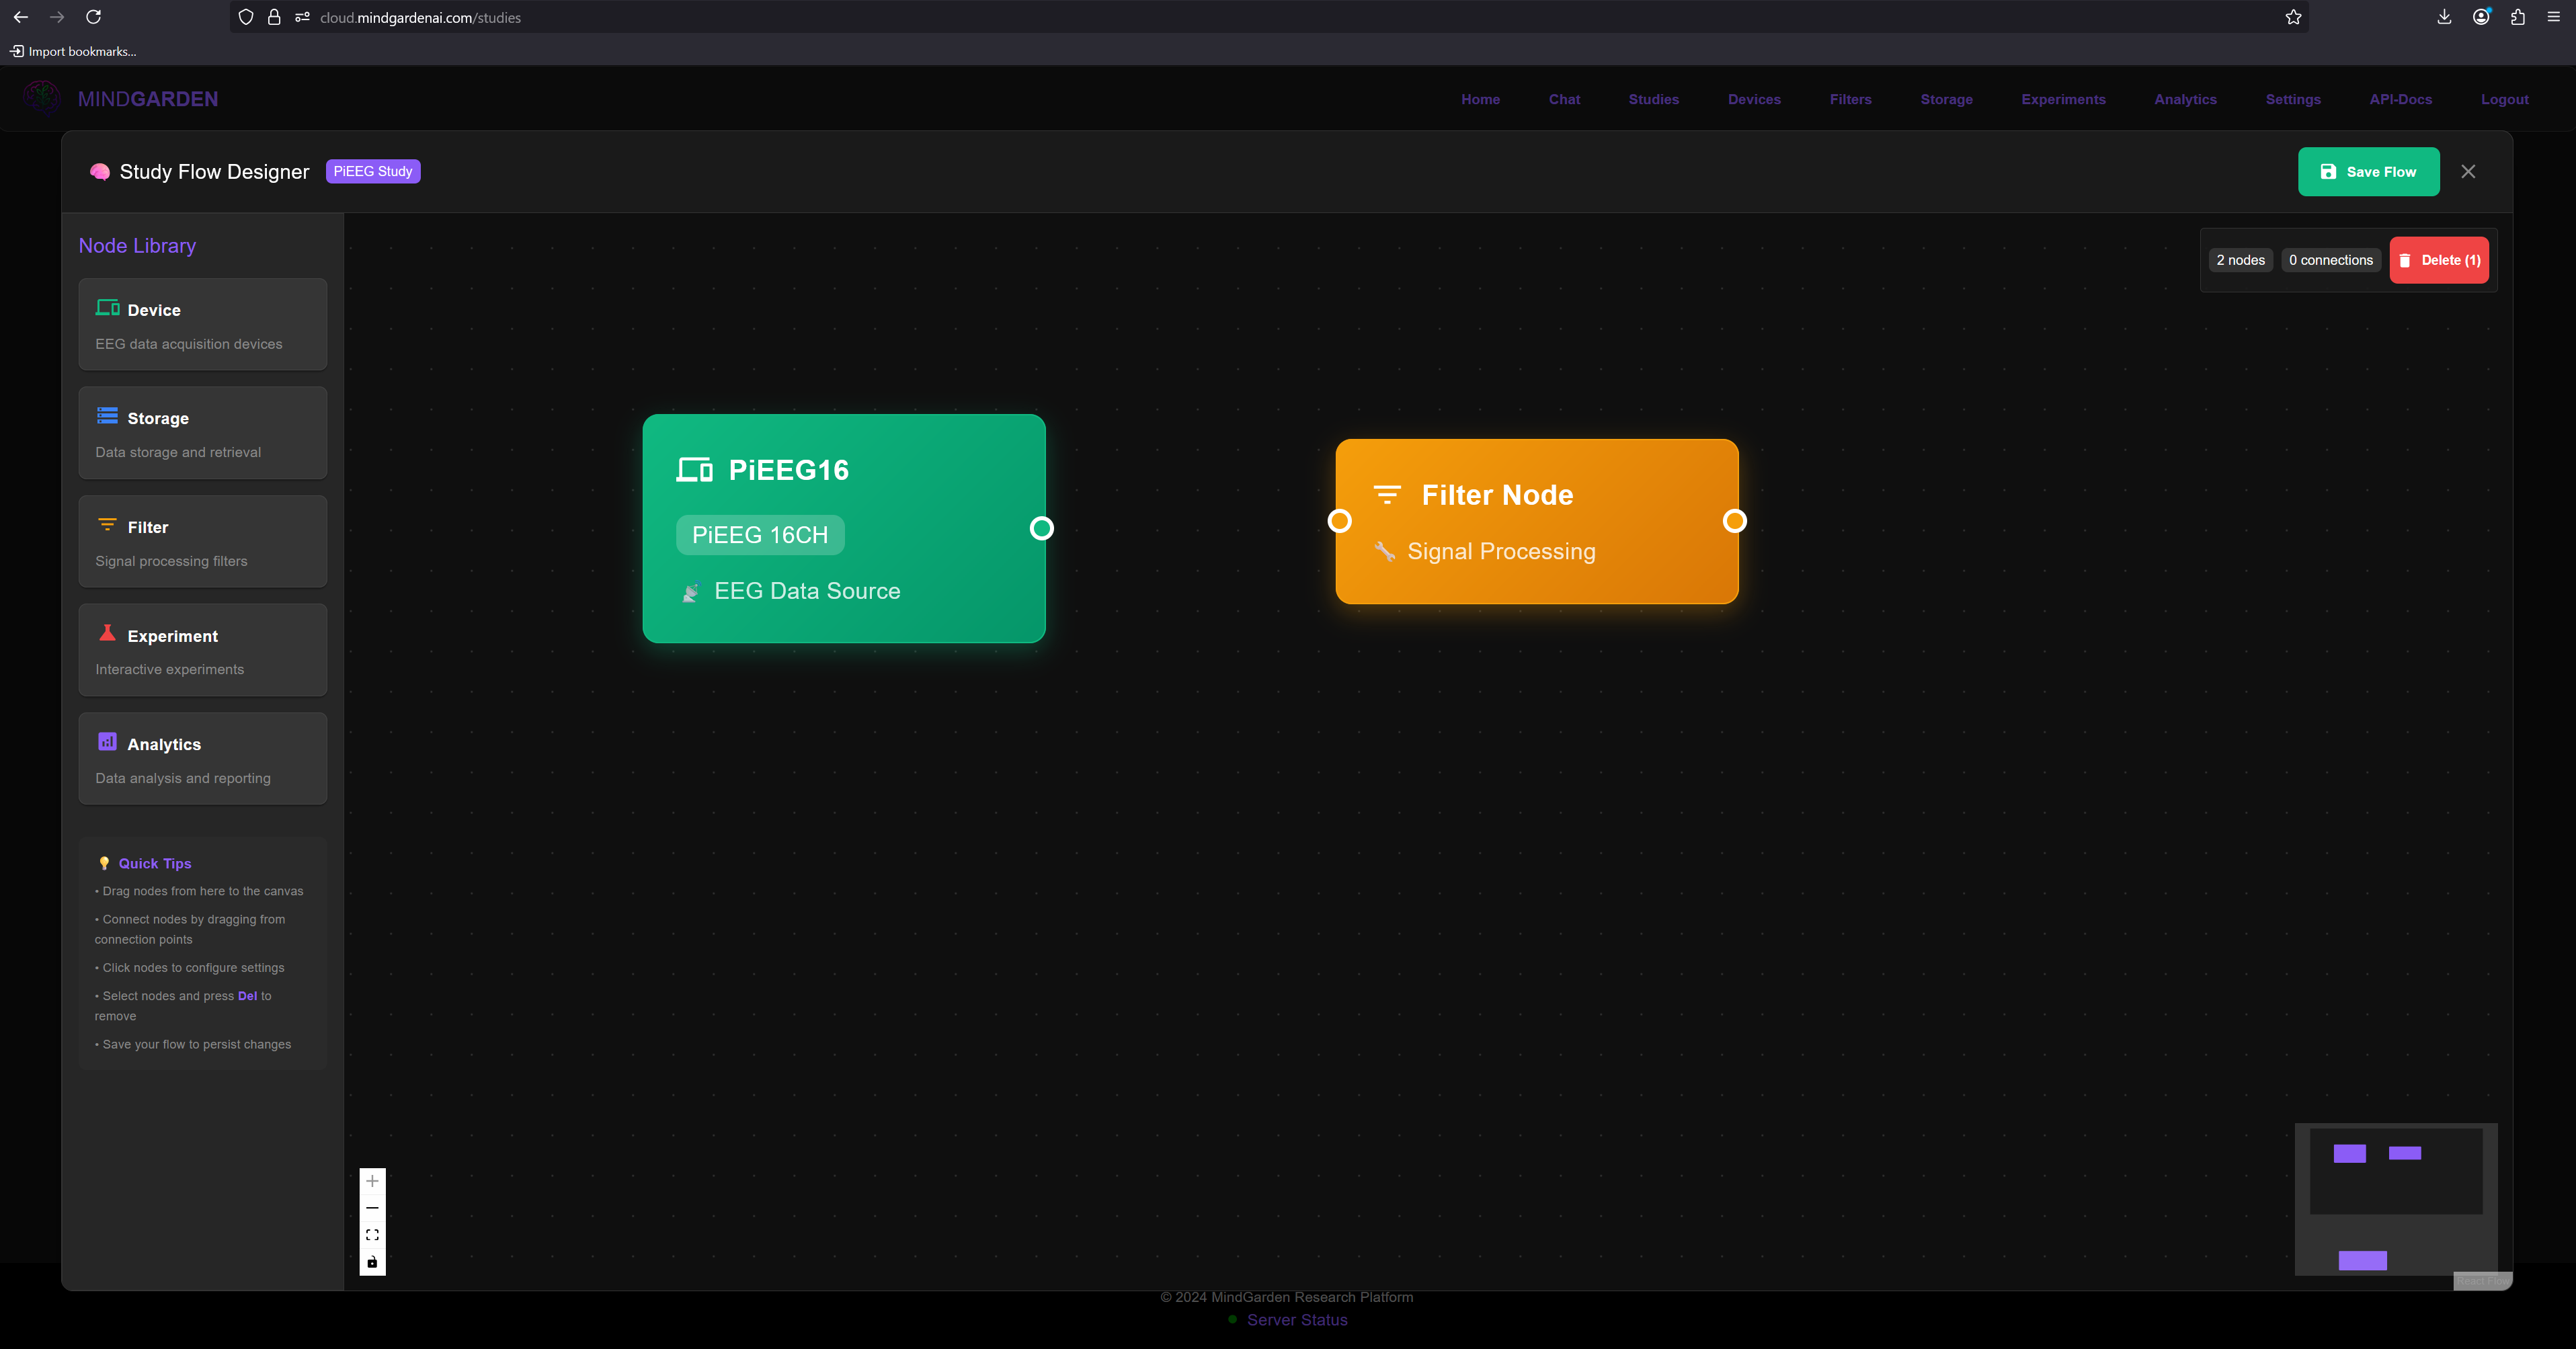 cloud.mindgardenai.com/studies
Import bookmarks...
MINDGARDEN
Home
Chat
Studies
Devices
Filters
Storage
Experiments
Analytics
Settings
API-Docs
Logout
Study Flow Designer
PiEEG Study
Save Flow
Node Library
Device
EEG data acquisition devices
Storage
Data storage and retrieval
Filter
Signal processing filters
Experiment
Interactive experiments
Analytics
Data analysis and reporting
Quick Tips
• Drag nodes from here to the canvas
• Connect nodes by dragging from
connection points
• Click nodes to configure settings
• Select nodes and press Del to
remove
• Save your flow to persist changes
2 nodes
0 connections
Delete (1)
PiEEG16
PiEEG 16CH
EEG Data Source
Filter Node
Signal Processing
React Flow
© 2024 MindGarden Research Platform
Server Status